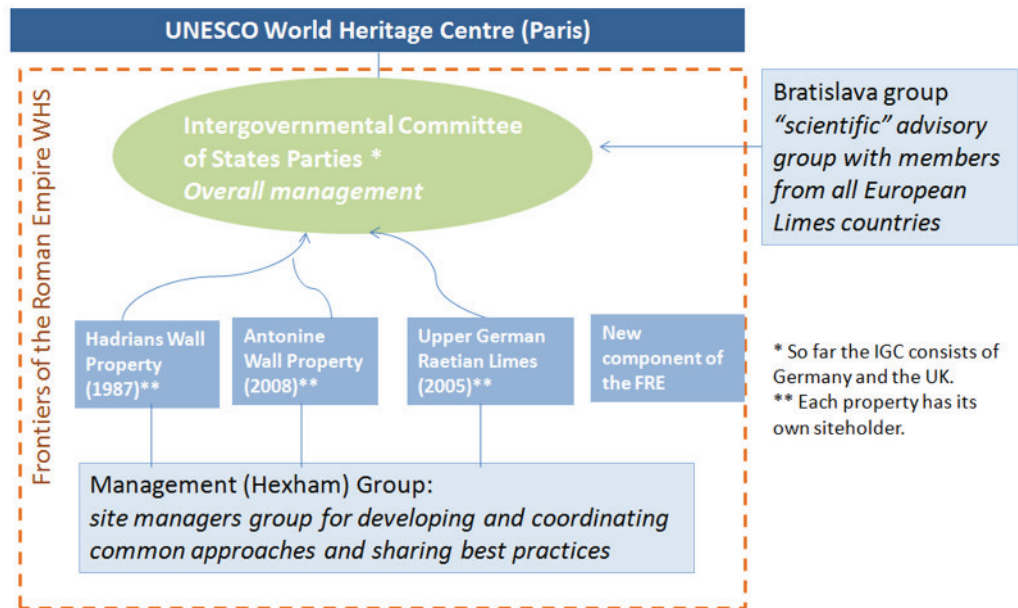 UNESCO World Heritage Centre (Paris)
Frontiers of the Roman Empire WHS
Intergovernmental Committee
of States Parties *
Overall management
Bratislava group
“scientific” advisory
group with members
from all European
Limes countries
Hadrians Wall
Property
(1987)**
Antonine
Wall Property
(2008)**
Upper German
Raetian Limes
(2005)**
New
component of
the FRE
* So far the IGC consists of
Germany and the UK.
** Each property has its
own siteholder.
Management (Hexham) Group:
site managers group for developing and coordinating
common approaches and sharing best practices